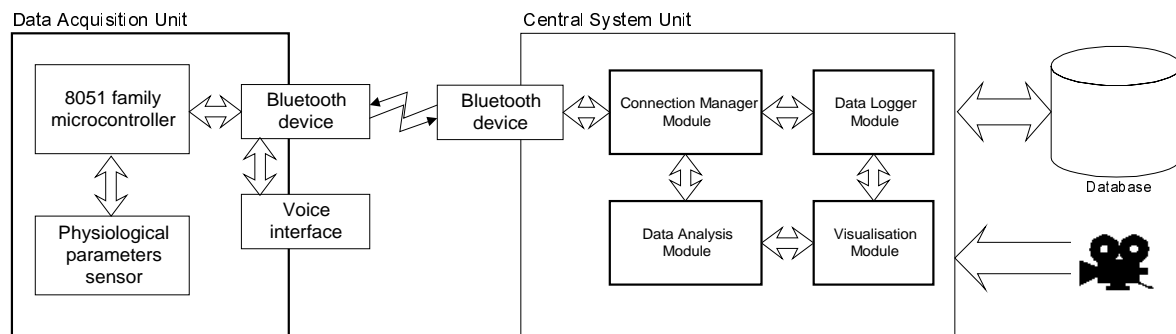 Data Acquisition Unit
Central System Unit
8051 family
microcontroller
Bluetooth
device
Bluetooth
device
Connection Manager
Module
Data Logger
Module
Database
Physiological
parameters
sensor
Voice
interface
Data Analysis
Module
Visualisation
Module